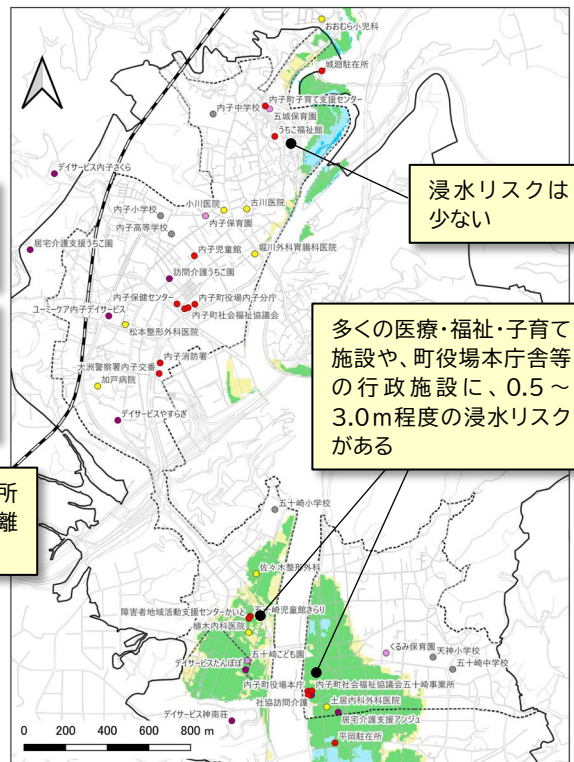 おおむら小児科
城廻駐在所
内子町子育て支援センター
内子中学校
五城保育園
うちこ福祉館
デイサービス内子さくら
浸水リスクは
少ない
小川医院
古川医院
内子小学校
内子保育園
内子高等学校
居宅介護支援うちこ園
内子児童館
堀川外科胃腸科医院
訪問介護うちこ園
内子保健センター
内子町役場内子分庁
ユーミーケア内子デイサービス
内子町社会福祉協議会
松本整形外科医院
多くの医療・福祉・子育て
施設や、町役場本庁舎等
の行政施設に、0.5～
3.0m程度の浸水リスク
がある
内子消防署
大洲警察署内子交番
加戸病院
デイサービスやすらぎ
所
離
五十崎小学校
佐々木整形外科
障害者地域活動支援センターかいと
五十崎児童館きらり
植木内科医院
くるみ保育園
天神小学校
五十崎こども園
五十崎中学校
デイサービスたんぽぽ
内子町役場本庁
内子町社会福祉協議会五十崎事業所
社協訪問介護
土居内科外科医院
デイサービス神南荘
居宅介護支援アンジュ
平岡駐在所
0 200 400 600 800 m